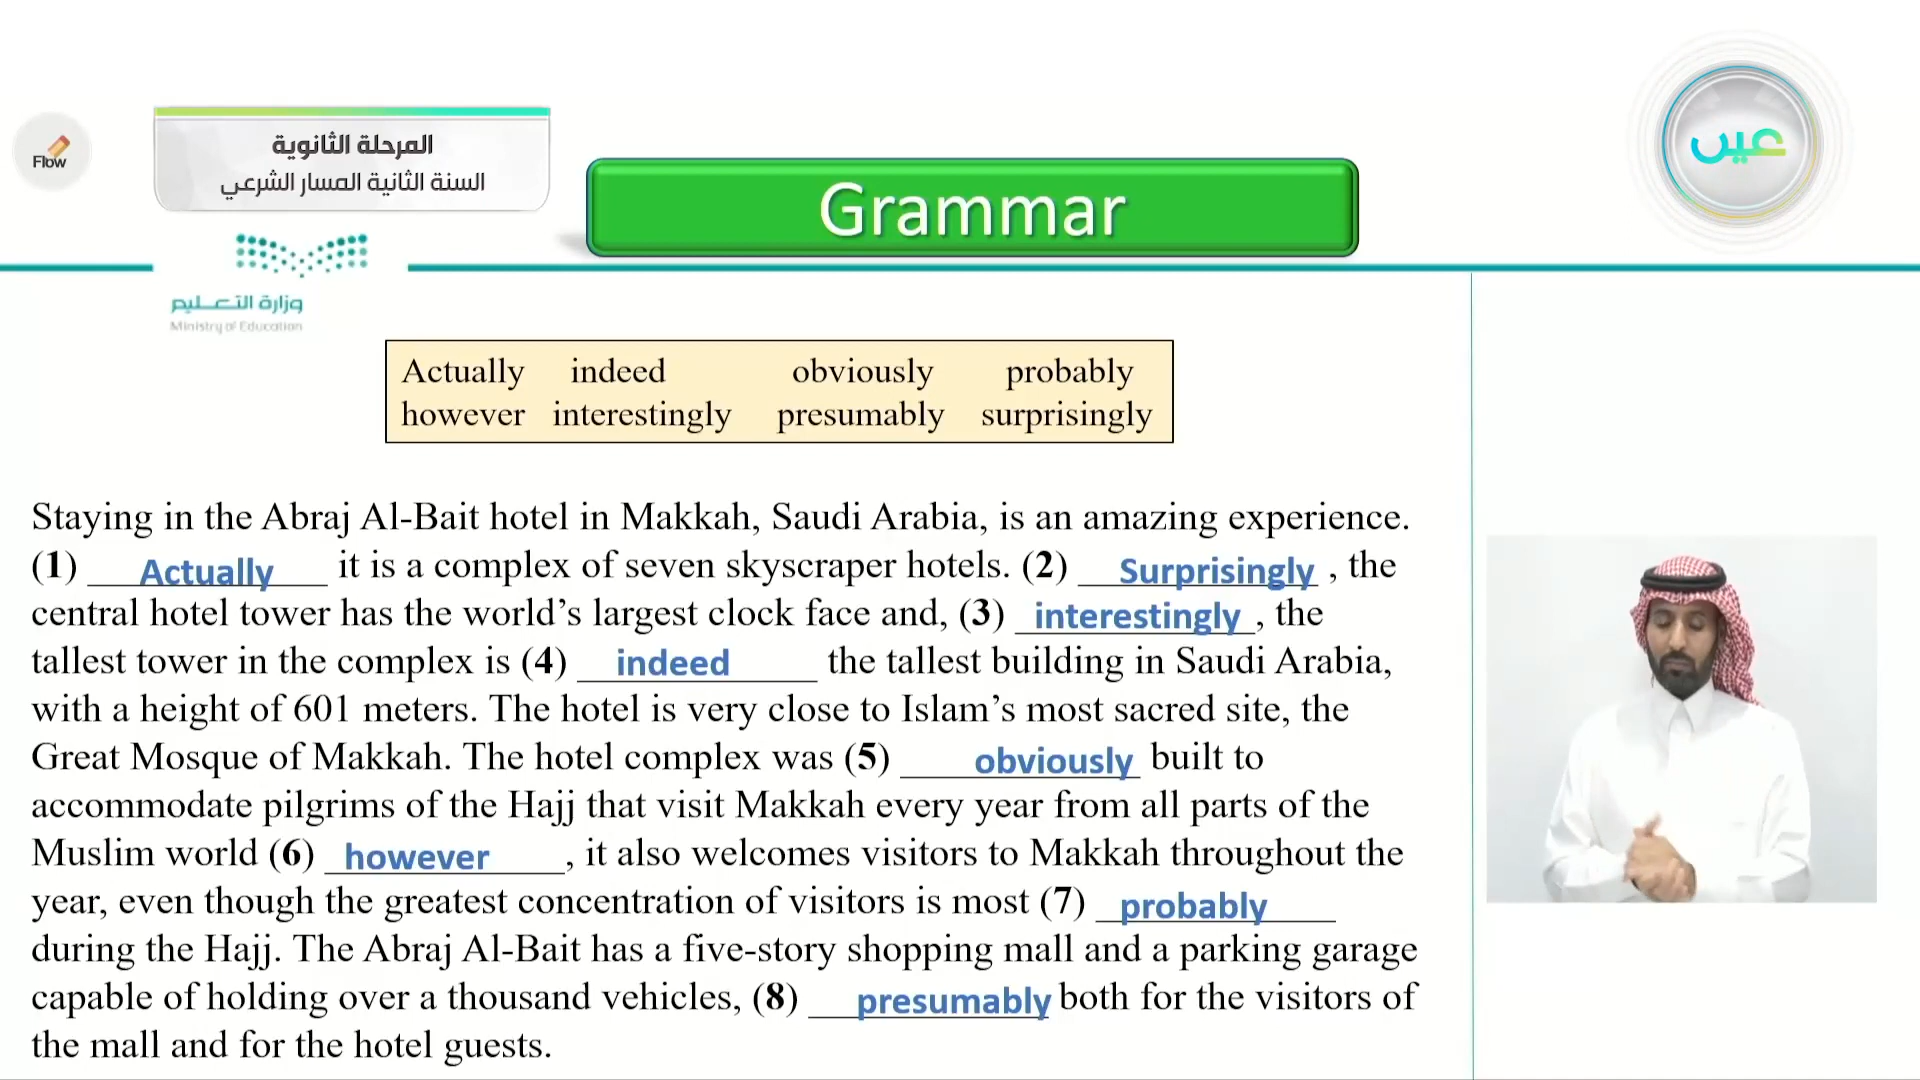 المرحلة الثانوية
السنة الثانية المسار الشرعي
Flow
Grammar
عين
وزارة التعليم
Ministry of Education
Actually indeed obviously probably
however interestingly presumably surprisingly
Staying in the Abraj Al-Bait hotel in Makkah, Saudi Arabia, is an amazing experience.
(1) Actually it is a complex of seven skyscraper hotels. (2) Surprisingly , the
central hotel tower has the world’s largest clock face and, (3) interestingly , the
tallest tower in the complex is (4) indeed the tallest building in Saudi Arabia,
with a height of 601 meters. The hotel is very close to Islam’s most sacred site, the
Great Mosque of Makkah. The hotel complex was (5) obviously built to
accommodate pilgrims of the Hajj that visit Makkah every year from all parts of the
Muslim world (6) however , it also welcomes visitors to Makkah throughout the
year, even though the greatest concentration of visitors is most (7) probably
during the Hajj. The Abraj Al-Bait has a five-story shopping mall and a parking garage
capable of holding over a thousand vehicles, (8) presumably both for the visitors of
the mall and for the hotel guests.